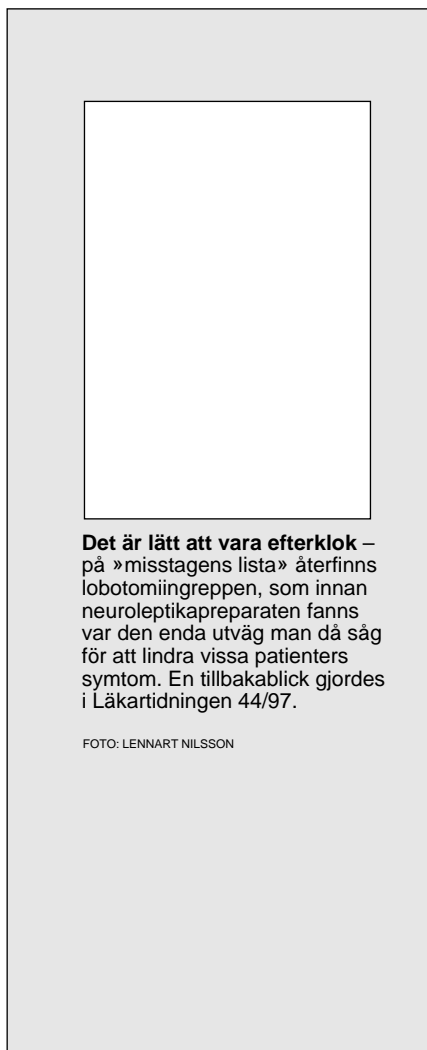 Det är lätt att vara efterklok –
på »misstagens lista» återfinns
lobotomiingreppen, som innan
neuroleptikapreparaten fanns
var den enda utväg man då såg
för att lindra vissa patienters
symtom. En tillbakablick gjordes
i Läkartidningen 44/97.
FOTO: LENNART NILSSON